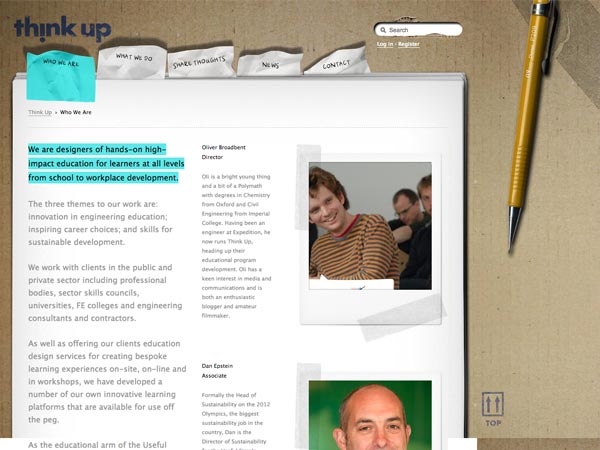 think up
Search
Log in - Register
WHO WE ARE
WHAT WE DO
SHARE THOUGHTS
NEWS
CONTACT
Think Up » Who We Are
We are designers of hands-on high-
impact education for learners at all levels
from school to workplace development.
The three themes to our work are:
innovation in engineering education;
inspiring career choices; and skills for
sustainable development.
We work with clients in the public and
private sector including professional
bodies, sector skills councils,
universities, FE colleges and engineering
consultants and contractors.
As well as offering our clients education
design services for creating bespoke
learning experiences on-site, on-line and
in workshops, we have developed a
number of our own innovative learning
platforms that are available for use off
the peg.
As the educational arm of the Useful
Oliver Broadbent
Director
Oli is a bright young thing
and a bit of a Polymath
with degrees in Chemistry
from Oxford and Civil
Engineering from Imperial
College. Having been an
engineer at Expedition, he
now runs Think Up,
heading up their
educational program
development. Oli has a
keen interest in media and
communications and is
both an enthusiastic
blogger and amateur
filmmaker.
Dan Epstein
Associate
Formerly the Head of
Sustainability on the 2012
Olympics, the biggest
sustainability job in the
country, Dan is the
Director of Sustainability
TOP